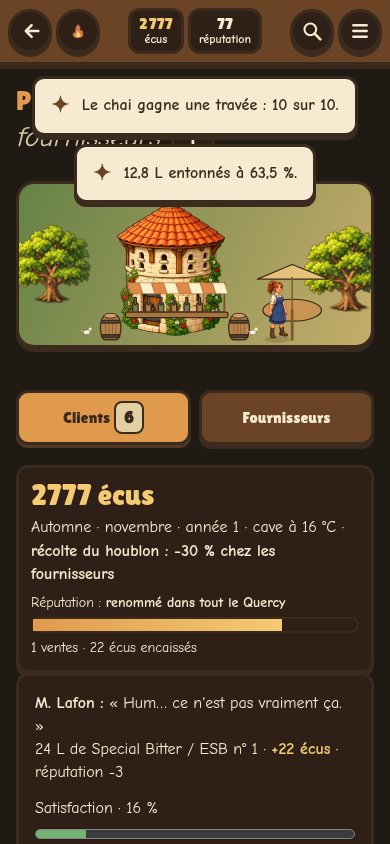 2777
écus
77
réputation
P
Le chai gagne une travée : 10 sur 10.
fournisseurs
12,8 L entonnés à 63,5 %.
Clients 6
Fournisseurs
2777 écus
Automne · novembre · année 1 · cave à 16 °C ·
récolte du houblon : -30 % chez les
fournisseurs
Réputation : renommé dans tout le Quercy
1 ventes · 22 écus encaissés
M. Lafon : « Hum... ce n'est pas vraiment ça.
»
24 L de Special Bitter / ESB n° 1 · +22 écus ·
réputation -3
Satisfaction · 16 %